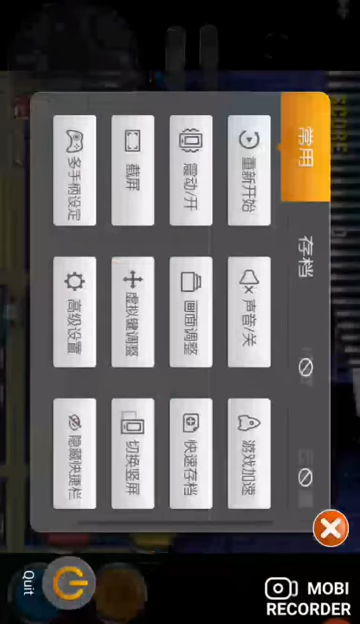 常用
存档
重新开始
声音/关
游戏加速
震动/开
画面调整
快速存档
截屏
虚拟键调整
切换竖屏
多手柄设定
高级设置
隐藏快捷栏
SCORE
Quit
MOBI
RECORDER